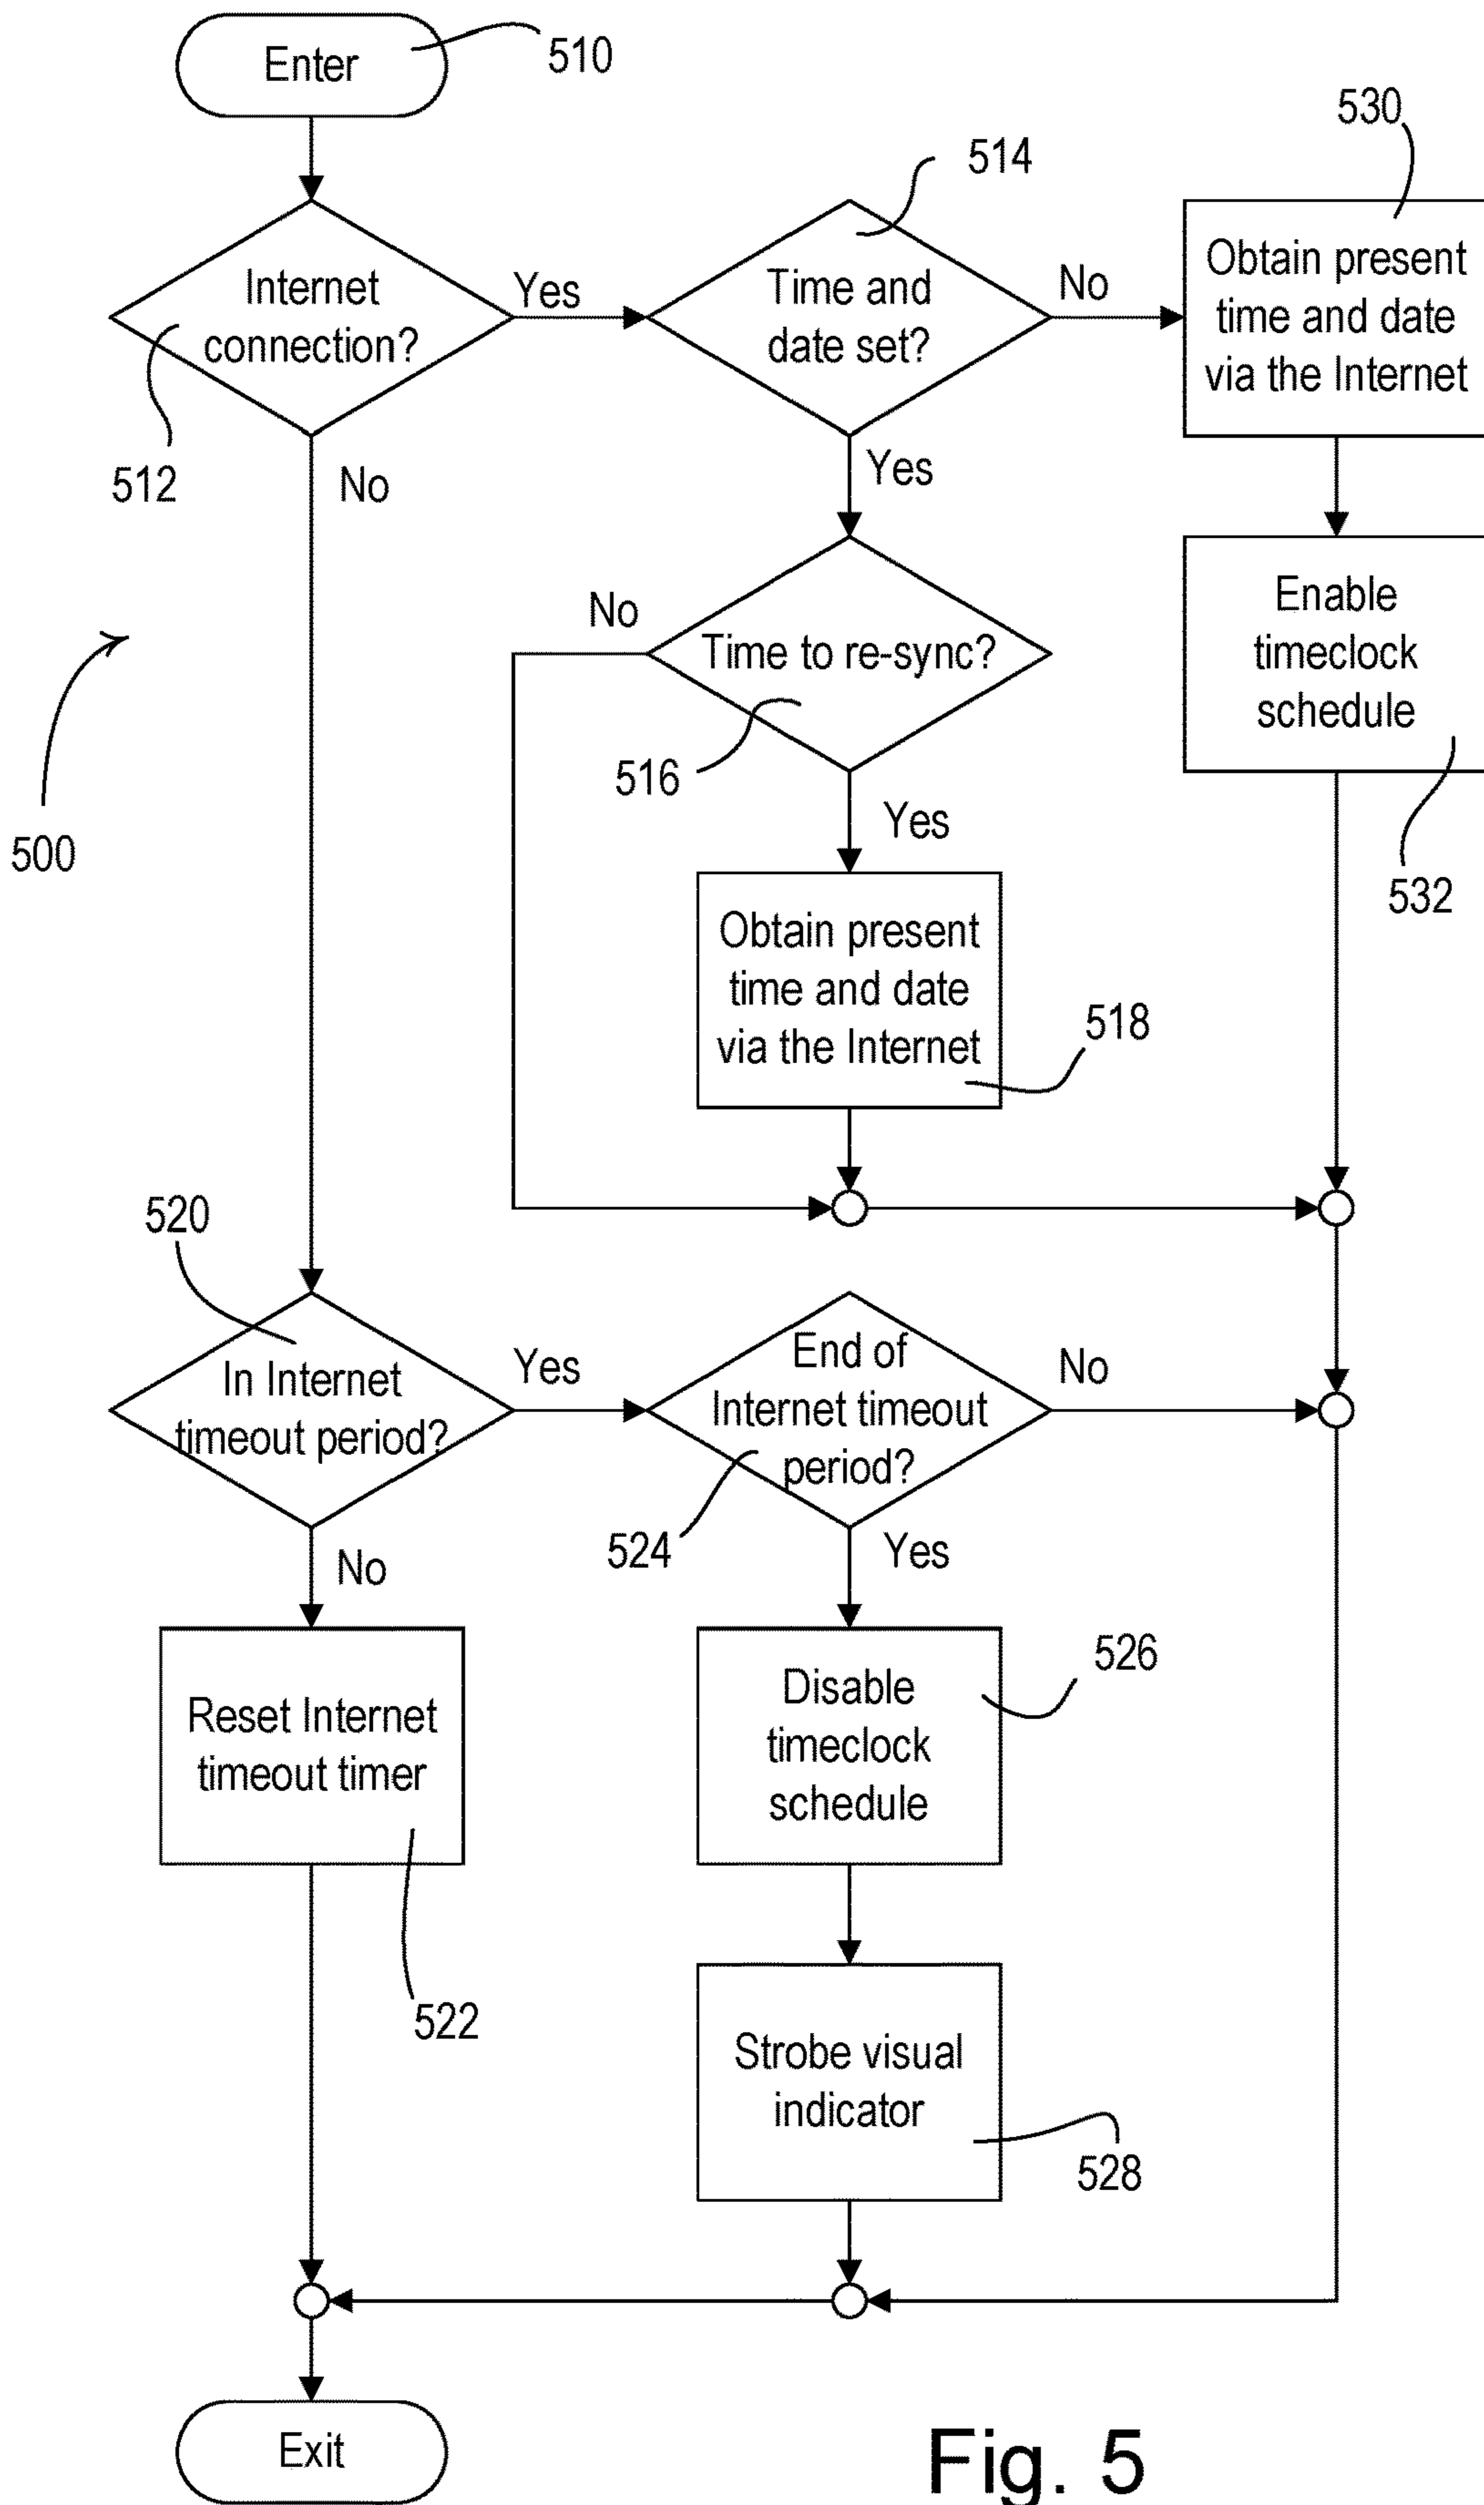 Enter
510
530
514
Internet
connection?
Yes
Time and
date set?
No
Obtain present
time and date
via the Internet
512
No
Yes
No
Time to re-sync?
Enable
timeclock
schedule
516
Yes
500
532
Obtain present
time and date
via the Internet
518
520
In Internet
timeout period?
Yes
End of
Internet timeout
period?
No
524
Yes
No
526
Reset Internet
timeout timer
Disable
timeclock
schedule
522
Strobe visual
indicator
528
Exit
Fig. 5